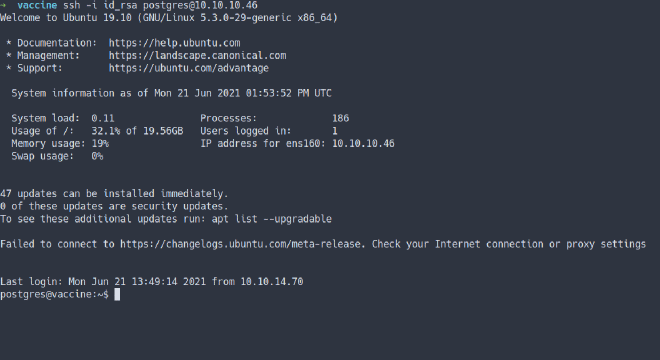 → vaccine ssh -i id_rsa postgres@10.10.10.46
Welcome to Ubuntu 19.10 (GNU/Linux 5.3.0-29-generic x86_64)
* Documentation: https://help.ubuntu.com
* Management: https://landscape.canonical.com
* Support: https://ubuntu.com/advantage
System information as of Mon 21 Jun 2021 01:53:52 PM UTC
System load: 0.11 Processes: 186
Usage of /: 32.1% of 19.56GB Users logged in: 1
Memory usage: 19% IP address for ens160: 10.10.10.46
Swap usage: 0%
47 updates can be installed immediately.
0 of these updates are security updates.
To see these additional updates run: apt list --upgradable
Failed to connect to https://changelogs.ubuntu.com/meta-release. Check your Internet connection or proxy settings
Last login: Mon Jun 21 13:49:14 2021 from 10.10.14.70
postgres@vaccine:~$